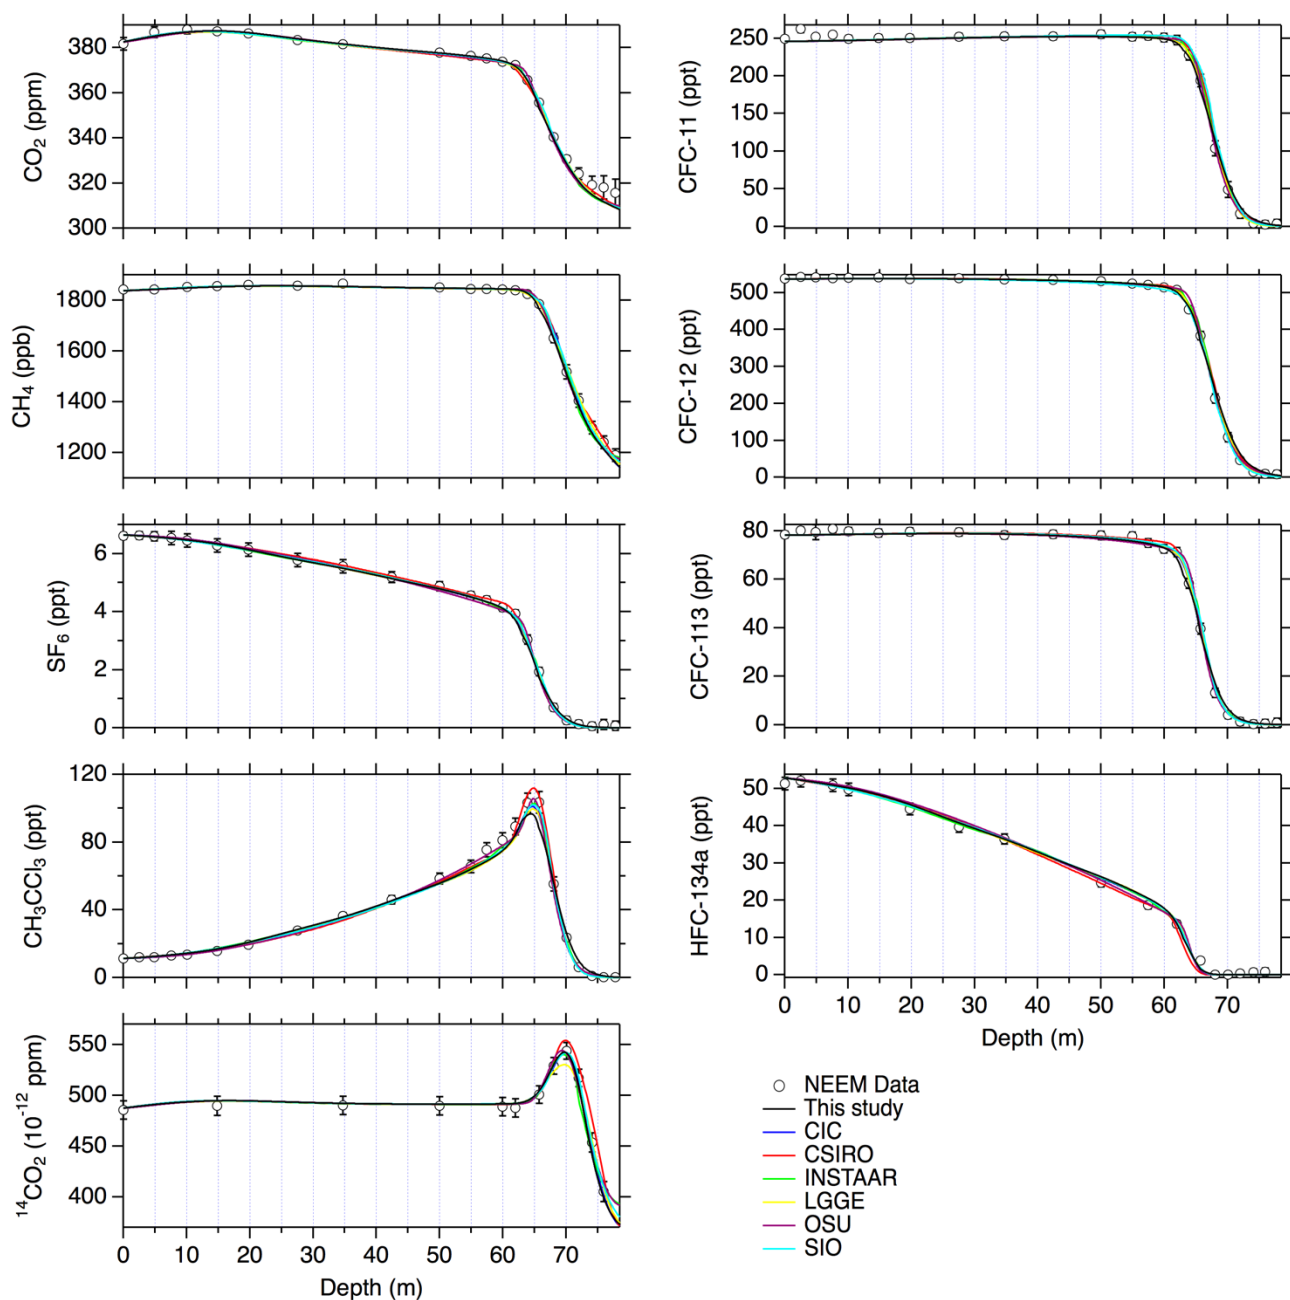 380
360
340
320
300
CO₂ (ppm)
1800
1600
1400
1200
CH₄ (ppb)
6
4
2
0
SF₆ (ppt)
120
80
40
0
CH₃CCl₃ (ppt)
550
500
450
400
¹⁴CO₂ (10⁻¹² ppm)
0 10 20 30 40 50 60 70
Depth (m)
250
200
150
100
50
0
CFC-11 (ppt)
500
400
300
200
100
0
CFC-12 (ppt)
80
60
40
20
0
CFC-113 (ppt)
50
40
30
20
10
0
HFC-134a (ppt)
0 10 20 30 40 50 60 70
Depth (m)
NEEM Data
This study
CIC
CSIRO
INSTAAR
LGGE
OSU
SIO